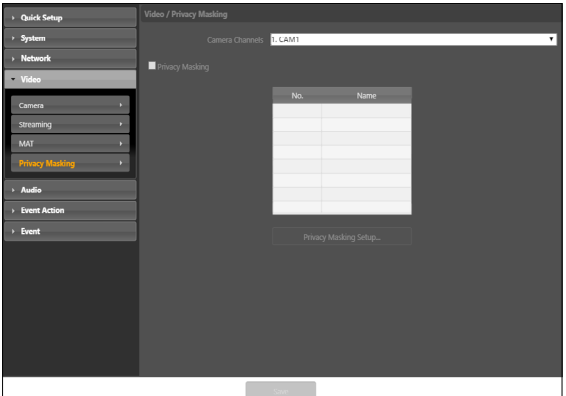 Quick Setup
System
Network
Video
Camera
Streaming
MAT
Privacy Masking
Audio
Event Action
Event
Video / Privacy Masking
Camera Channels 1. CAM1
Privacy Masking
No. Name
Privacy Masking Setup...
Save